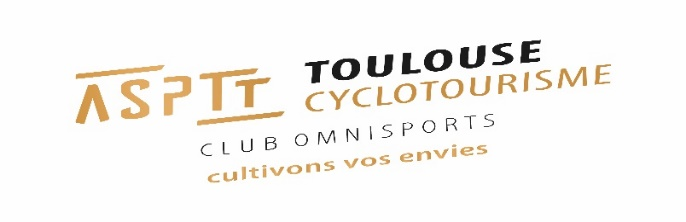 ASPTT
TOULOUSE
CYCLOTOURISME
CLUB OMNISPORTS
cultivons vos envies